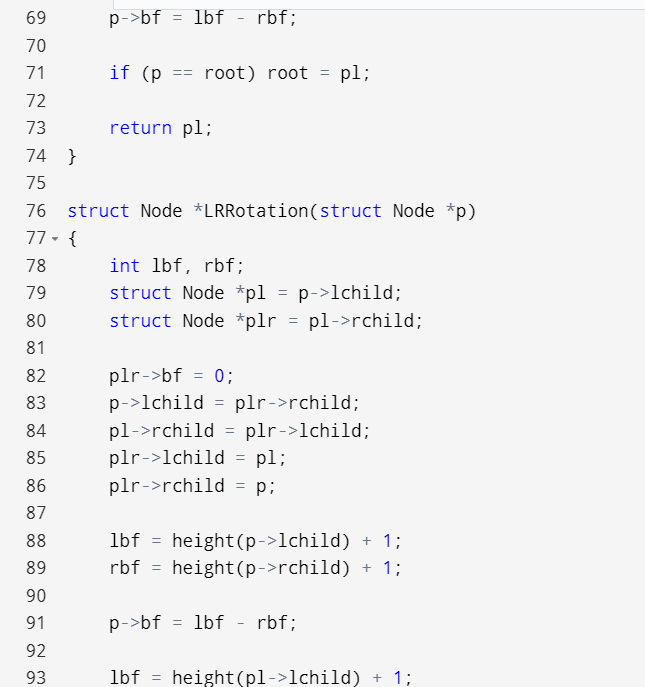 69 p->bf = lbf - rbf;
70
71 if (p == root) root = pl;
72
73 return pl;
74 }
75
76 struct Node *LRRotation(struct Node *p)
77 {
78 int lbf, rbf;
79 struct Node *pl = p->lchild;
80 struct Node *plr = pl->rchild;
81
82 plr->bf = 0;
83 p->lchild = plr->rchild;
84 pl->rchild = plr->lchild;
85 plr->lchild = pl;
86 plr->rchild = p;
87
88 lbf = height(p->lchild) + 1;
89 rbf = height(p->rchild) + 1;
90
91 p->bf = lbf - rbf;
92
93 lbf = height(pl->lchild) + 1;